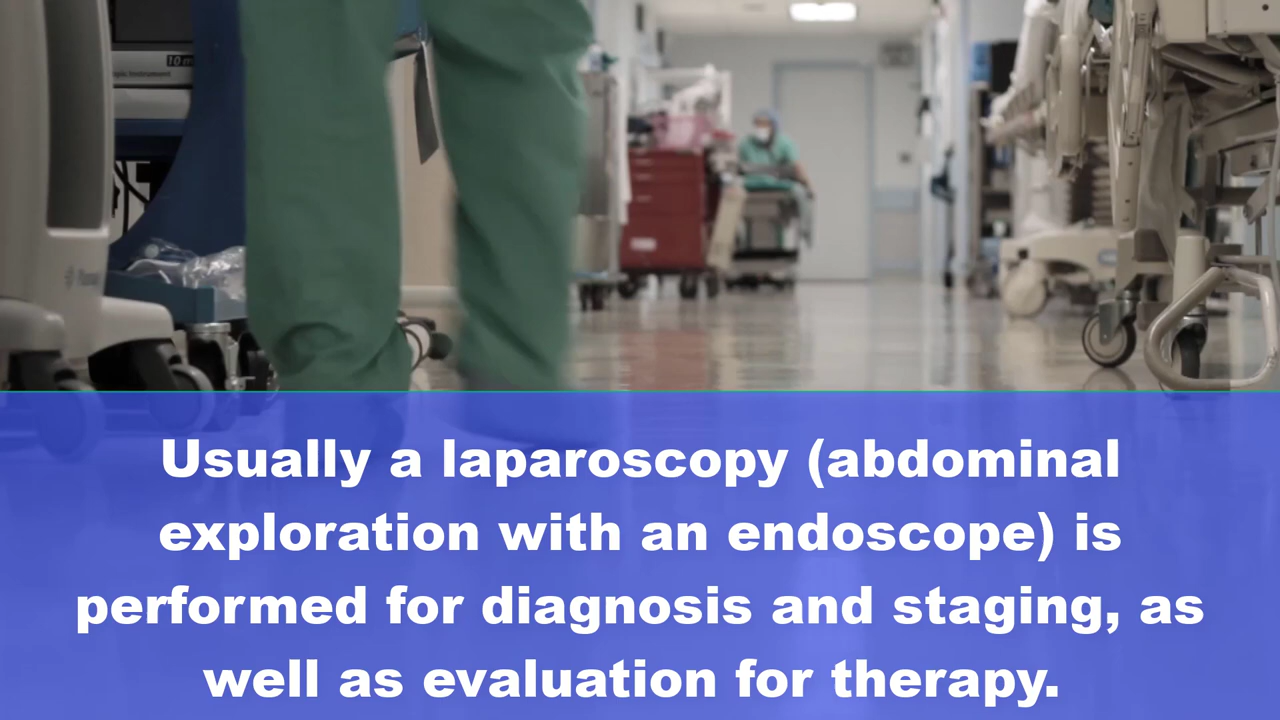 10 m
Usually a laparoscopy (abdominal
exploration with an endoscope) is
performed for diagnosis and staging, as
well as evaluation for therapy.